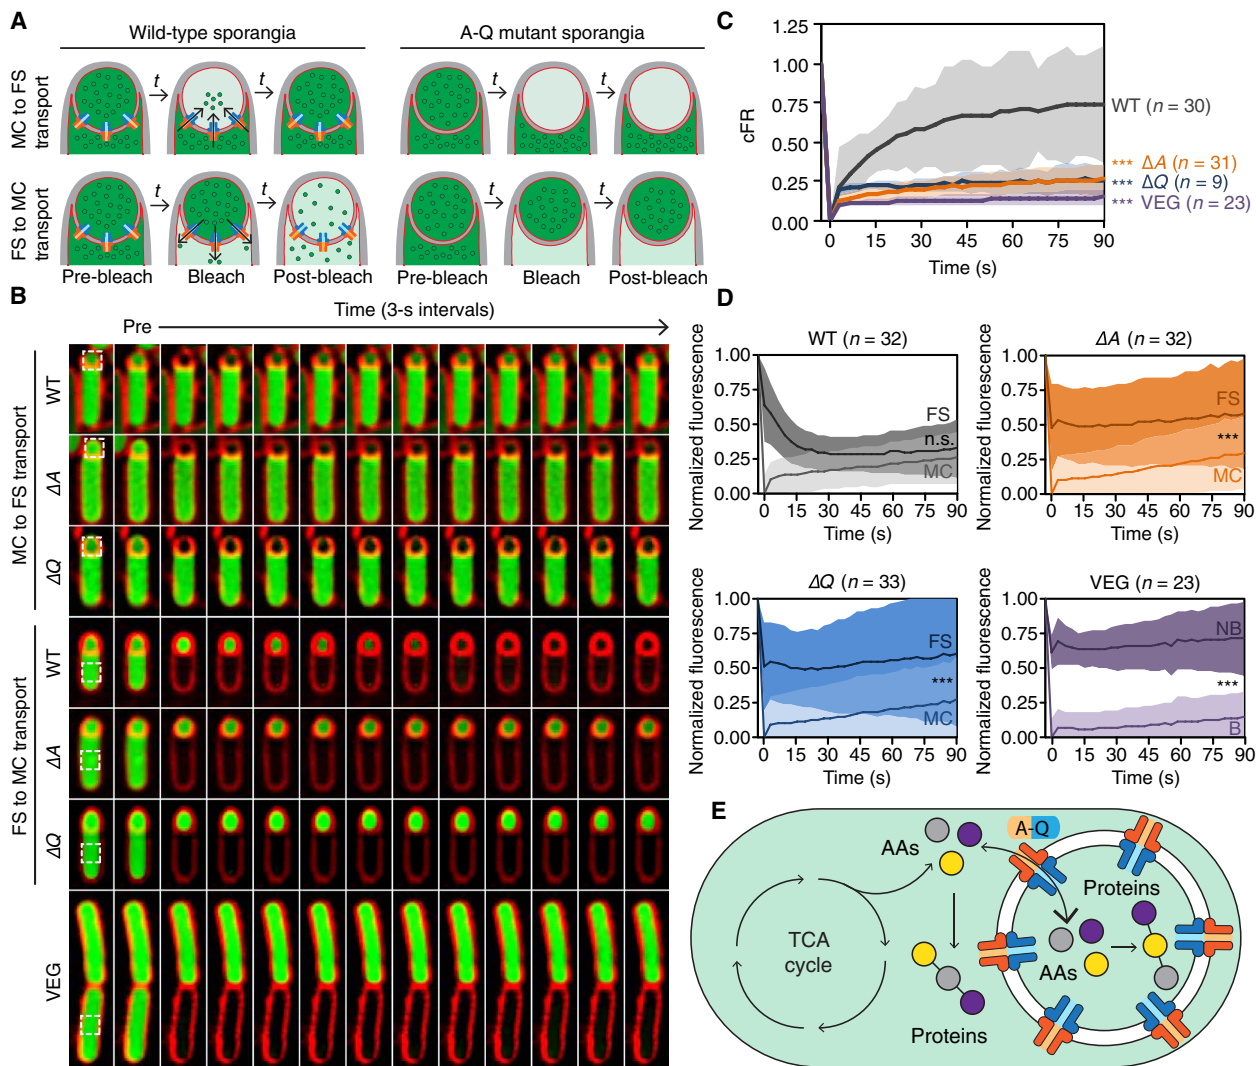 A
Wild-type sporangia
A-Q mutant sporangia
MC to FS
transport
t
t
t
t
FS to MC
transport
t
t
t
t
Pre-bleach
Bleach
Post-bleach
Pre-bleach
Bleach
Post-bleach
B
Time (3-s intervals)
Pre
MC to FS transport
WT
ΔA
ΔQ
FS to MC transport
WT
ΔA
ΔQ
VEG
C
cFR
1.25
1.00
0.75
0.50
0.25
0.00
0
15
30
45
60
75
90
Time (s)
WT (n = 30)
*** ΔA (n = 31)
*** ΔQ (n = 9)
*** VEG (n = 23)
D
WT (n = 32)
Normalized fluorescence
1.00
0.75
0.50
0.25
0.00
FS
n.s.
MC
0 15 30 45 60 75 90
Time (s)
ΔA (n = 32)
Normalized fluorescence
1.00
0.75
0.50
0.25
0.00
FS
***
MC
0 15 30 45 60 75 90
Time (s)
ΔQ (n = 33)
Normalized fluorescence
1.00
0.75
0.50
0.25
0.00
FS
***
MC
0 15 30 45 60 75 90
Time (s)
VEG (n = 23)
Normalized fluorescence
1.00
0.75
0.50
0.25
0.00
NB
***
B
0 15 30 45 60 75 90
Time (s)
E
A-Q
AAs
Proteins
TCA
cycle
AAs
Proteins